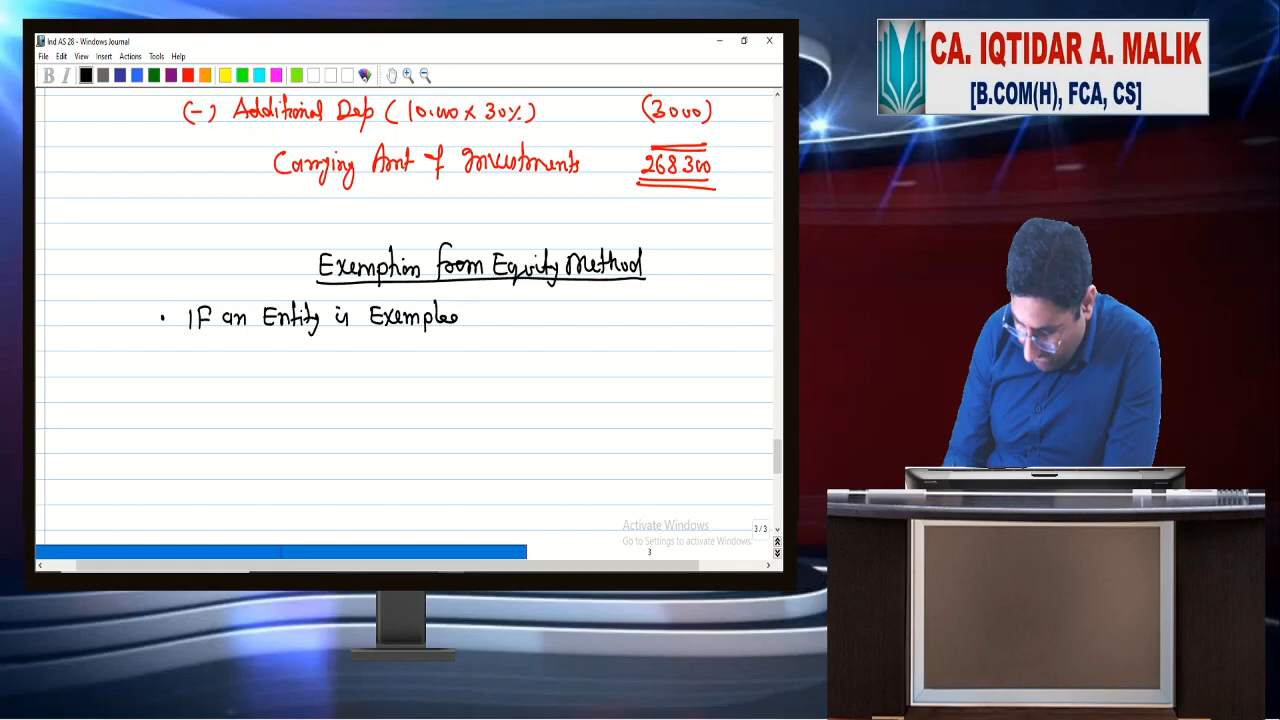 Ind AS 28 - Windows Journal
File Edit View Insert Actions Tools Help
B I
(-) Additional Dep (10,000 x 30%) (3000)
Carrying Amt of Investments 268300
Exemption from Equity Method
• IF an Entity is Exempte
Activate Windows
Go to Settings to activate Windows.
3/3
3
CA. IQTIDAR A. MALIK
[B.COM(H), FCA, CS]